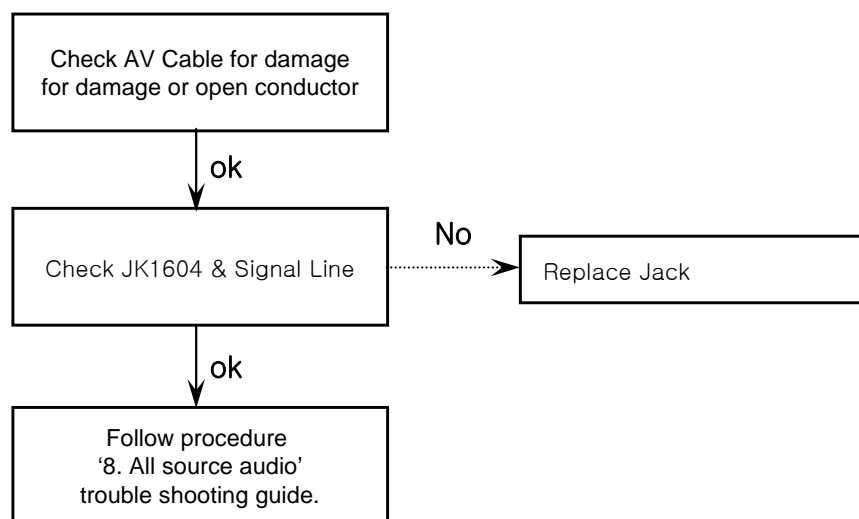 Check AV Cable for damage
for damage or open conductor
ok
Check JK1604 & Signal Line
No
Replace Jack
ok
Follow procedure
‘8. All source audio’
trouble shooting guide.